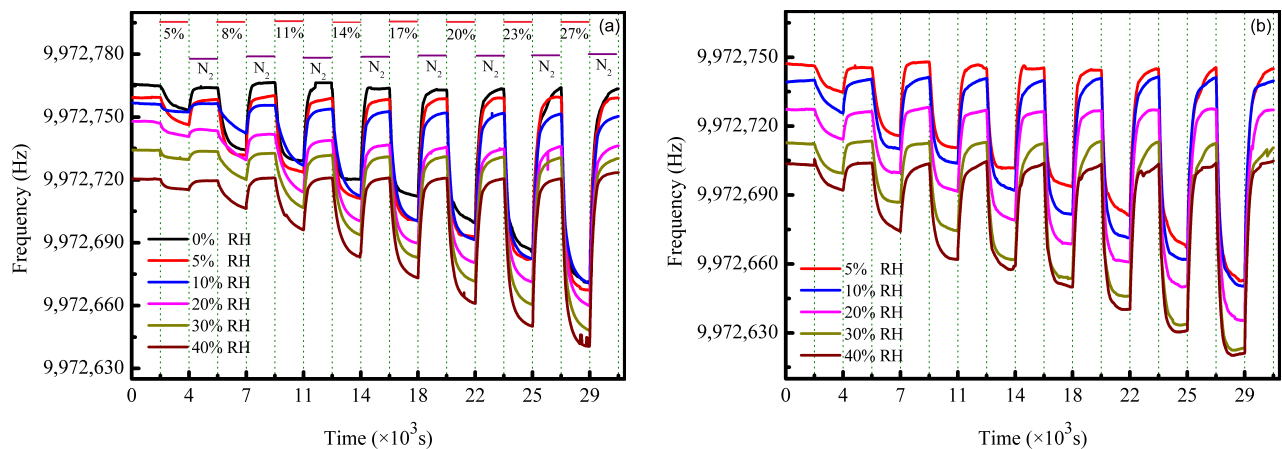 (a)
5% 8% 11% 14% 17% 20% 23% 27%
N2 N2 N2 N2 N2 N2 N2 N2
9,972,780
9,972,750
9,972,720
9,972,690
9,972,660
9,972,630
Frequency (Hz)
0% RH
5% RH
10% RH
20% RH
30% RH
40% RH
0 4 7 11 14 18 22 25 29
Time (×10³s)
(b)
9,972,750
9,972,720
9,972,690
9,972,660
9,972,630
Frequency (Hz)
5% RH
10% RH
20% RH
30% RH
40% RH
0 4 7 11 14 18 22 25 29
Time (×10³s)